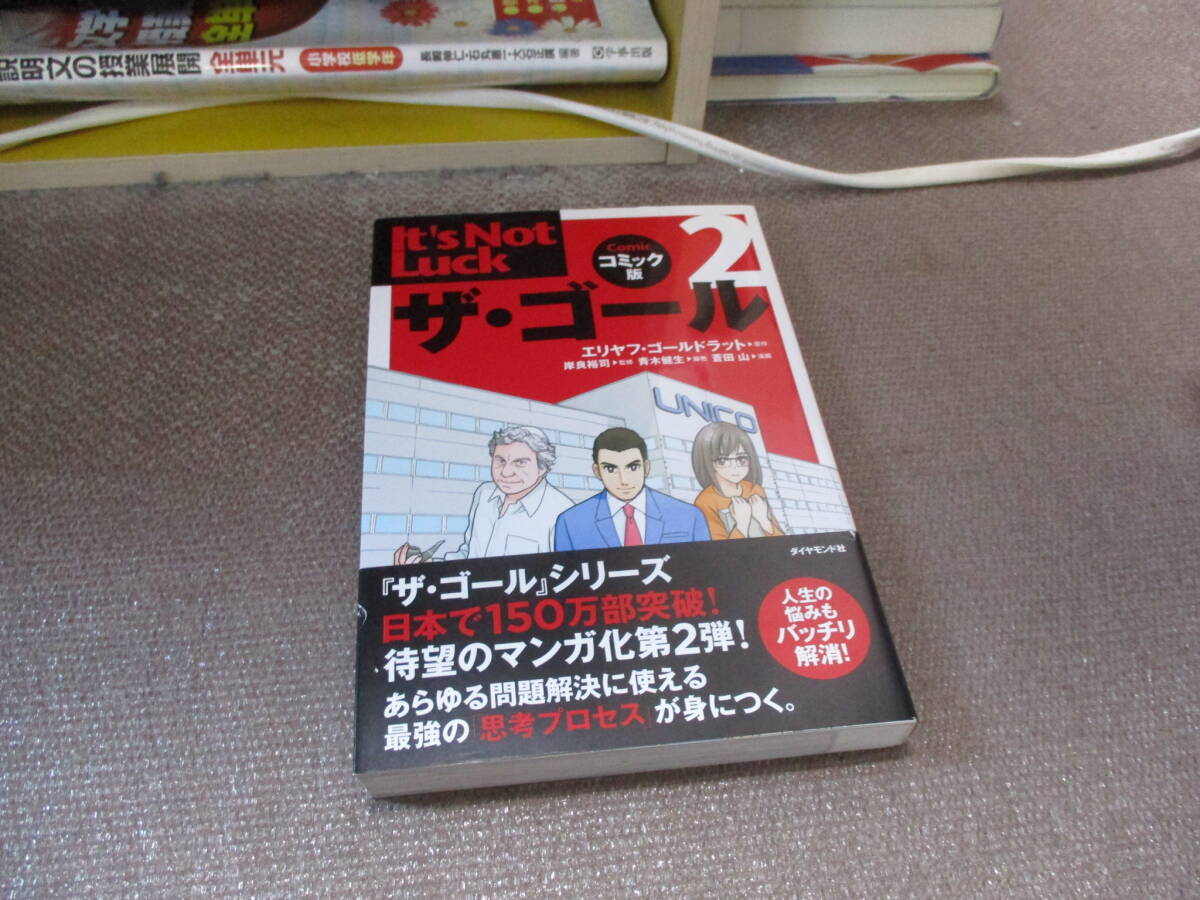 説明文の授業展開 全単元 小学校低学年
It's Not
Luck
Comic
コミック
版
2
ザ・ゴール
エリヤフ・ゴールドラット▶原作
岸良裕司▶監修 青木健生▶脚色 蒼田 山▶漫画
UNICO
ダイヤモンド社
『ザ・ゴール』シリーズ
日本で150万部突破!
待望のマンガ化第2弾!
あらゆる問題解決に使える
最強の「思考プロセス」が身につく。
人生の
悩みも
バッチリ
解消!